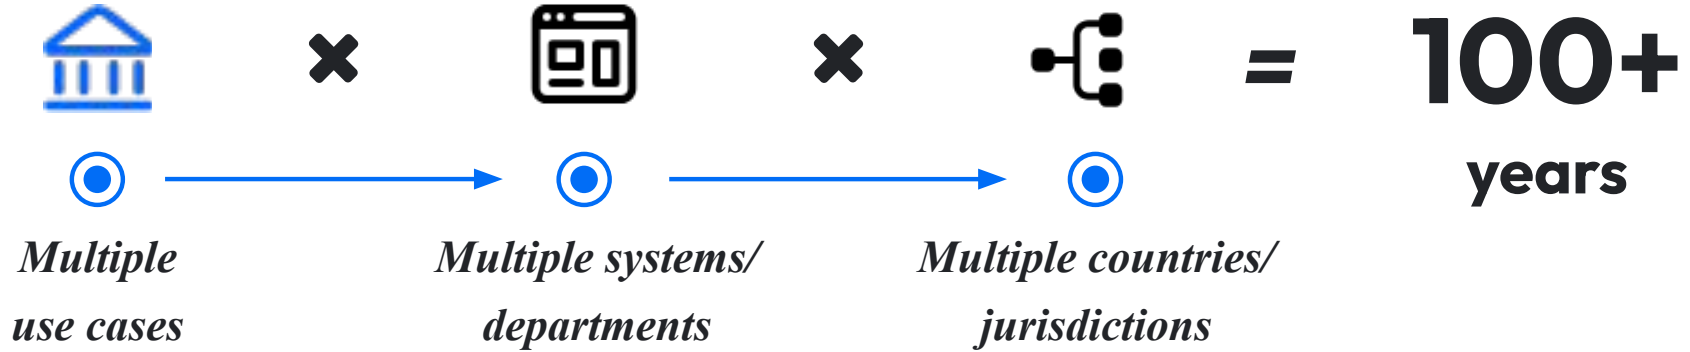 × × = 100+
years
Multiple
use cases
Multiple systems/
departments
Multiple countries/
jurisdictions